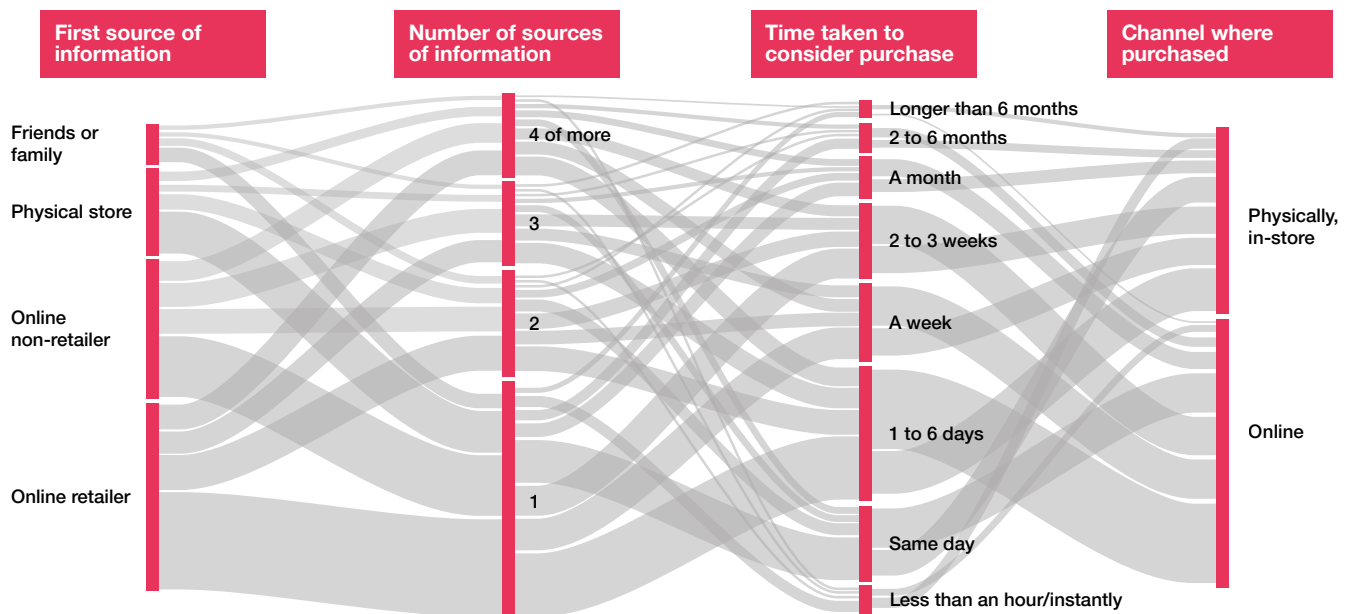 First source of
information
Number of sources
of information
Time taken to
consider purchase
Channel where
purchased
Friends or
family
Physical store
Online
non-retailer
Online retailer
4 of more
3
2
1
Longer than 6 months
2 to 6 months
A month
2 to 3 weeks
A week
1 to 6 days
Same day
Less than an hour/instantly
Physically,
in-store
Online